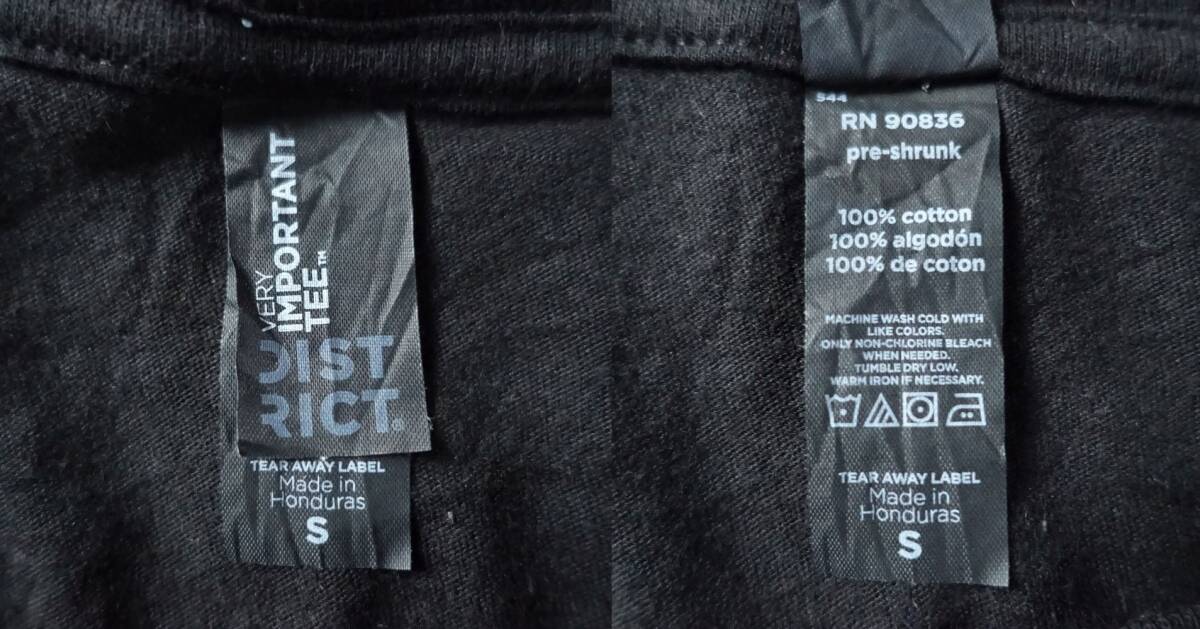 VERY
IMPORTANT
TEE™
DIST
RICT®
TEAR AWAY LABEL
Made in
Honduras
S
944
RN 90836
pre-shrunk
100% cotton
100% algodón
100% de coton
MACHINE WASH COLD WITH
LIKE COLORS.
ONLY NON-CHLORINE BLEACH
WHEN NEEDED.
TUMBLE DRY LOW.
WARM IRON IF NECESSARY.
TEAR AWAY LABEL
Made in
Honduras
S